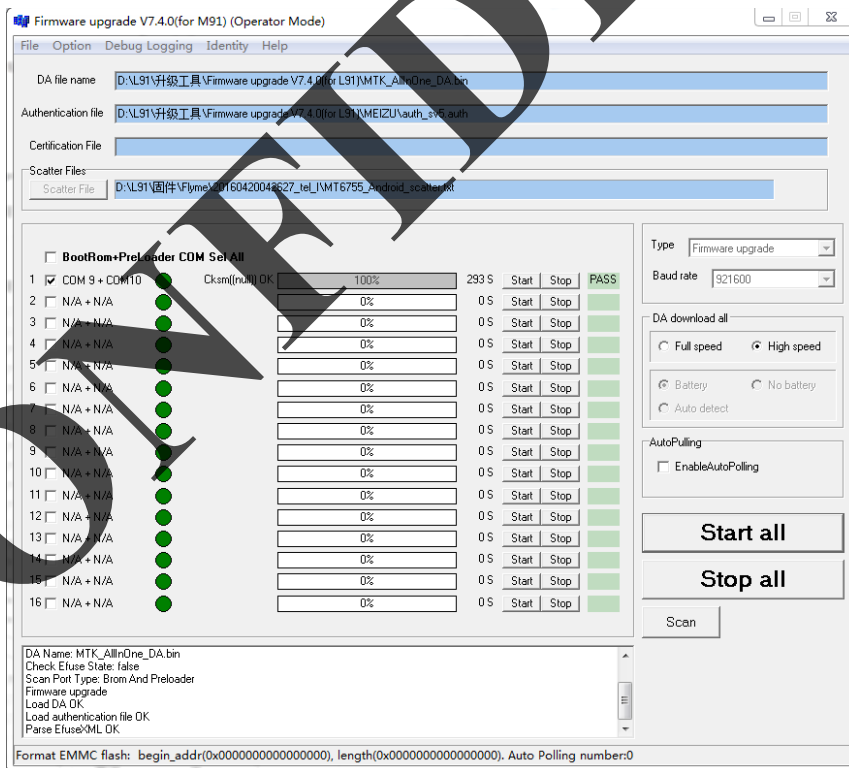 Firmware upgrade V7.4.0(for M91) (Operator Mode)
File Option Debug Logging Identity Help
DA file name D:\L91\升级工具\Firmware upgrade V7.4.0(for L91)\MTK_AllInOne_DA.bin
Authentication file D:\L91\升级工具\Firmware upgrade V7.4.0(for L91)\MEIZU\auth_sv5.auth
Certification File
Scatter Files
Scatter File D:\L91\固件\Flyme\20160420042627_tel_I\MT6755_Android_scatter.txt
BootRom+PreLoader COM Sel All
1 COM 9 + COM10 Cksm((null)) OK 100% 293 S Start Stop PASS
2 N/A + N/A 0% 0 S Start Stop
3 N/A + N/A 0% 0 S Start Stop
4 N/A + N/A 0% 0 S Start Stop
5 N/A + N/A 0% 0 S Start Stop
6 N/A + N/A 0% 0 S Start Stop
7 N/A + N/A 0% 0 S Start Stop
8 N/A + N/A 0% 0 S Start Stop
9 N/A + N/A 0% 0 S Start Stop
10 N/A + N/A 0% 0 S Start Stop
11 N/A + N/A 0% 0 S Start Stop
12 N/A + N/A 0% 0 S Start Stop
13 N/A + N/A 0% 0 S Start Stop
14 N/A + N/A 0% 0 S Start Stop
15 N/A + N/A 0% 0 S Start Stop
16 N/A + N/A 0% 0 S Start Stop
Type Firmware upgrade
Baud rate 921600
DA download all
Full speed High speed
Battery No battery
Auto detect
AutoPulling
EnableAutoPolling
Start all
Stop all
Scan
DA Name: MTK_AllInOne_DA.bin
Check Efuse State: false
Scan Port Type: Brom And Preloader
Firmware upgrade
Load DA OK
Load authentication file OK
Parse EfuseXML OK
Format EMMC flash: begin_addr(0x0000000000000000), length(0x0000000000000000). Auto Polling number:0
ONFID